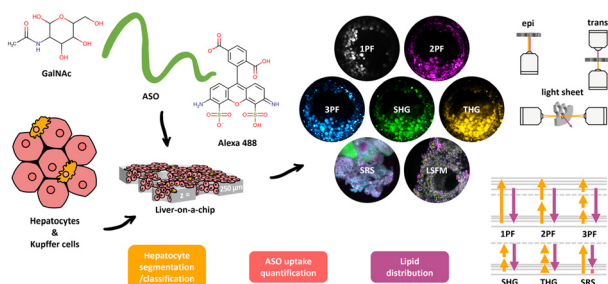 GalNAc
ASO
Alexa 488
Hepatocytes
&
Kupffer cells
z =
250 µm
Liver-on-a-chip
1PF
2PF
3PF
SHG
THG
SRS
LSFM
epi
trans
light sheet
1PF
2PF
3PF
SHG
THG
SRS
Hepatocyte
segmentation
/classification
ASO uptake
quantification
Lipid
distribution